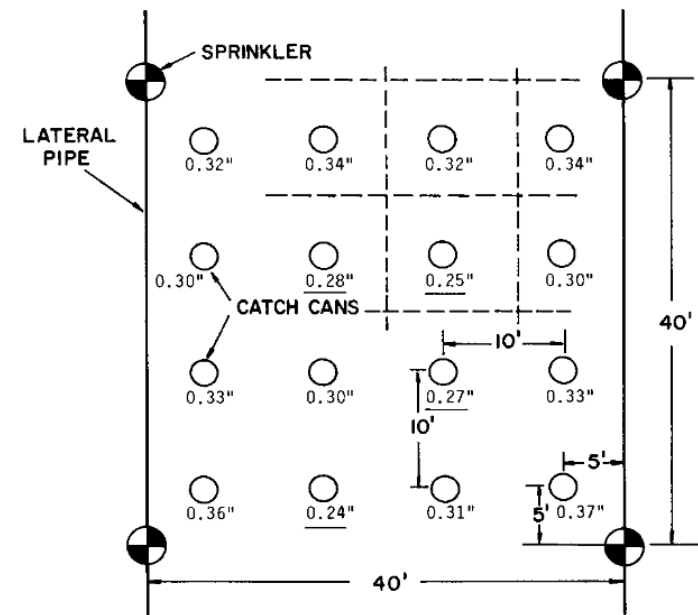 SPRINKLER
LATERAL
PIPE
0.32" 0.34" 0.32" 0.34"
0.30" 0.28" 0.25" 0.30"
CATCH CANS
40'
10'
0.33" 0.30" 0.27" 0.33"
10'
5'
0.36" 0.24" 0.31" 5' 0.37"
40'